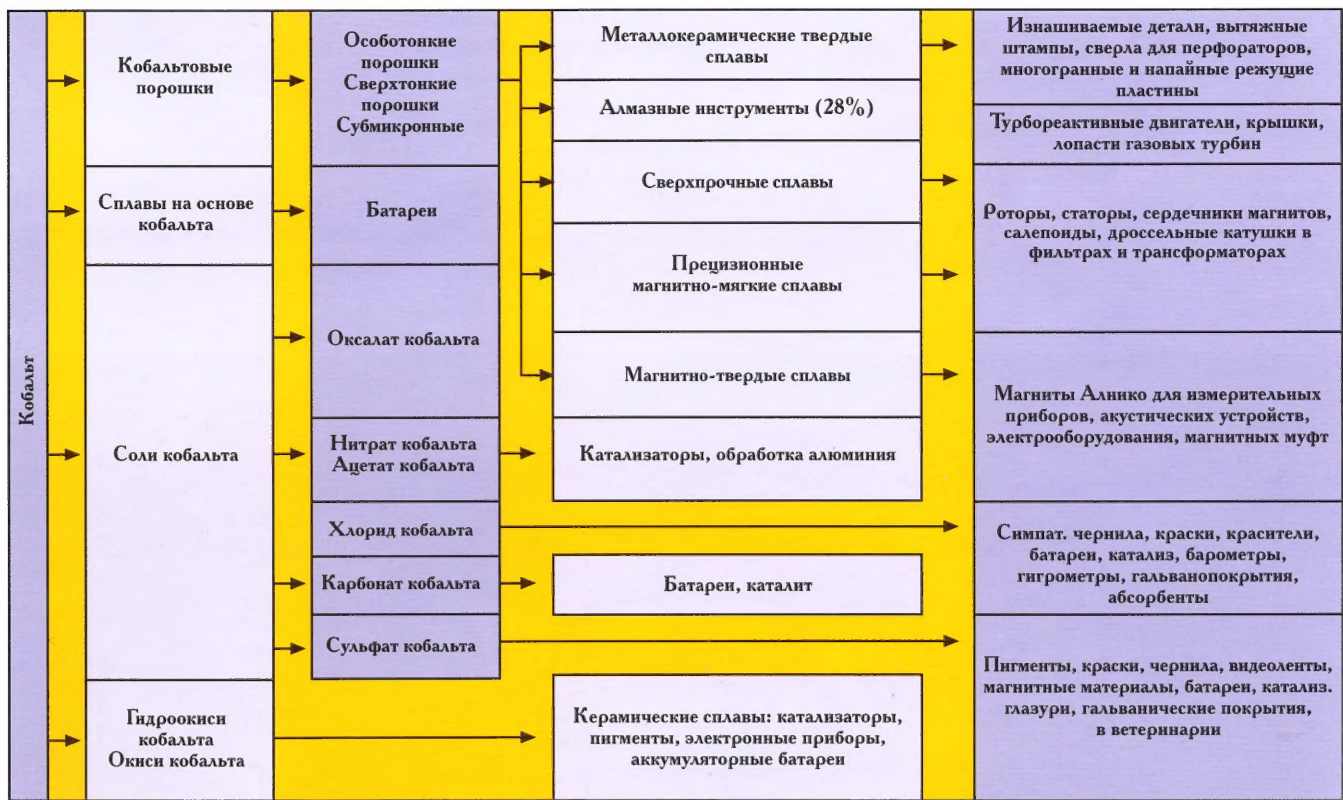 Кобальт
Кобальтовые
порошки
Сплавы на основе
кобальта
Соли кобальта
Гидроокиси
кобальта
Окиси кобальта
Особотонкие
порошки
Сверхтонкие
порошки
Субмикронные
Батареи
Оксалат кобальта
Нитрат кобальта
Ацетат кобальта
Хлорид кобальта
Карбонат кобальта
Сульфат кобальта
Металлокерамические твердые
сплавы
Алмазные инструменты (28%)
Сверхпрочные сплавы
Прецизионные
магнитно-мягкие сплавы
Магнитно-твердые сплавы
Катализаторы, обработка алюминия
Батареи, каталит
Керамические сплавы: катализаторы,
пигменты, электронные приборы,
аккумуляторные батареи
Изнашиваемые детали, вытяжные
штампы, сверла для перфораторов,
многогранные и напайные режущие
пластины
Турбореактивные двигатели, крышки,
лопасти газовых турбин
Роторы, статоры, сердечники магнитов,
салепоиды, дроссельные катушки в
фильтрах и трансформаторах
Магниты Алнико для измерительных
приборов, акустических устройств,
электрооборудования, магнитных муфт
Симпат. чернила, краски, красители,
батареи, катализ, барометры,
гигрометры, гальванопокрытия,
абсорбенты
Пигменты, краски, чернила, видеоленты,
магнитные материалы, батареи, катализ.
глазури, гальванические покрытия,
в ветеринарии